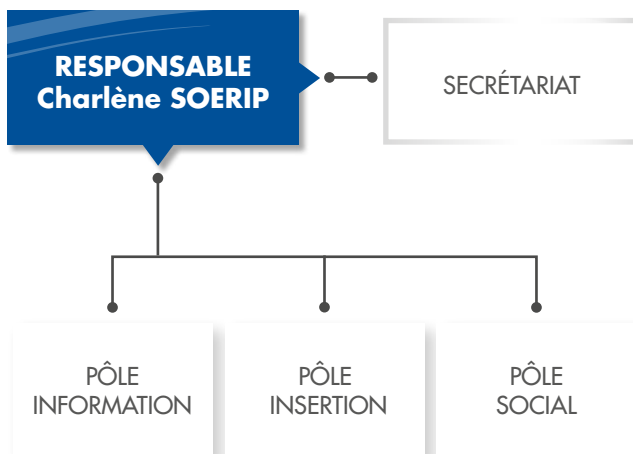 RESPONSABLE
Charlène SOERIP
SECRÉTARIAT
PÔLE
INFORMATION
PÔLE
INSERTION
PÔLE
SOCIAL